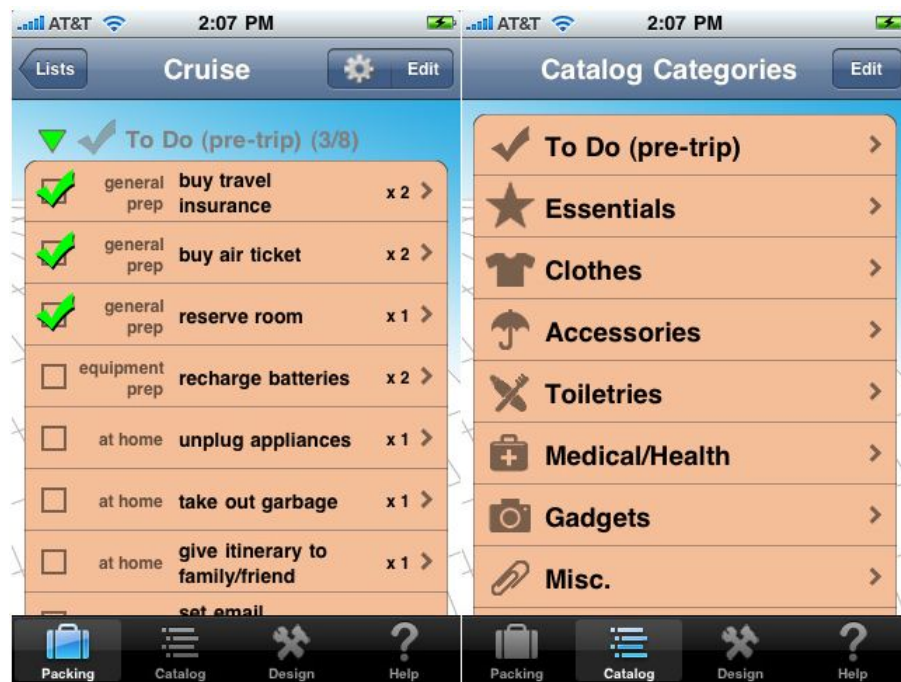 AT&T 2:07 PM
Lists Cruise Edit
To Do (pre-trip) (3/8)
general prep buy travel insurance x 2
general prep buy air ticket x 2
general prep reserve room x 1
equipment prep recharge batteries x 2
at home unplug appliances x 1
at home take out garbage x 1
at home give itinerary to family/friend x 1
set email
Packing Catalog Design Help
AT&T 2:07 PM
Catalog Categories Edit
To Do (pre-trip)
Essentials
Clothes
Accessories
Toiletries
Medical/Health
Gadgets
Misc.
Packing Catalog Design Help